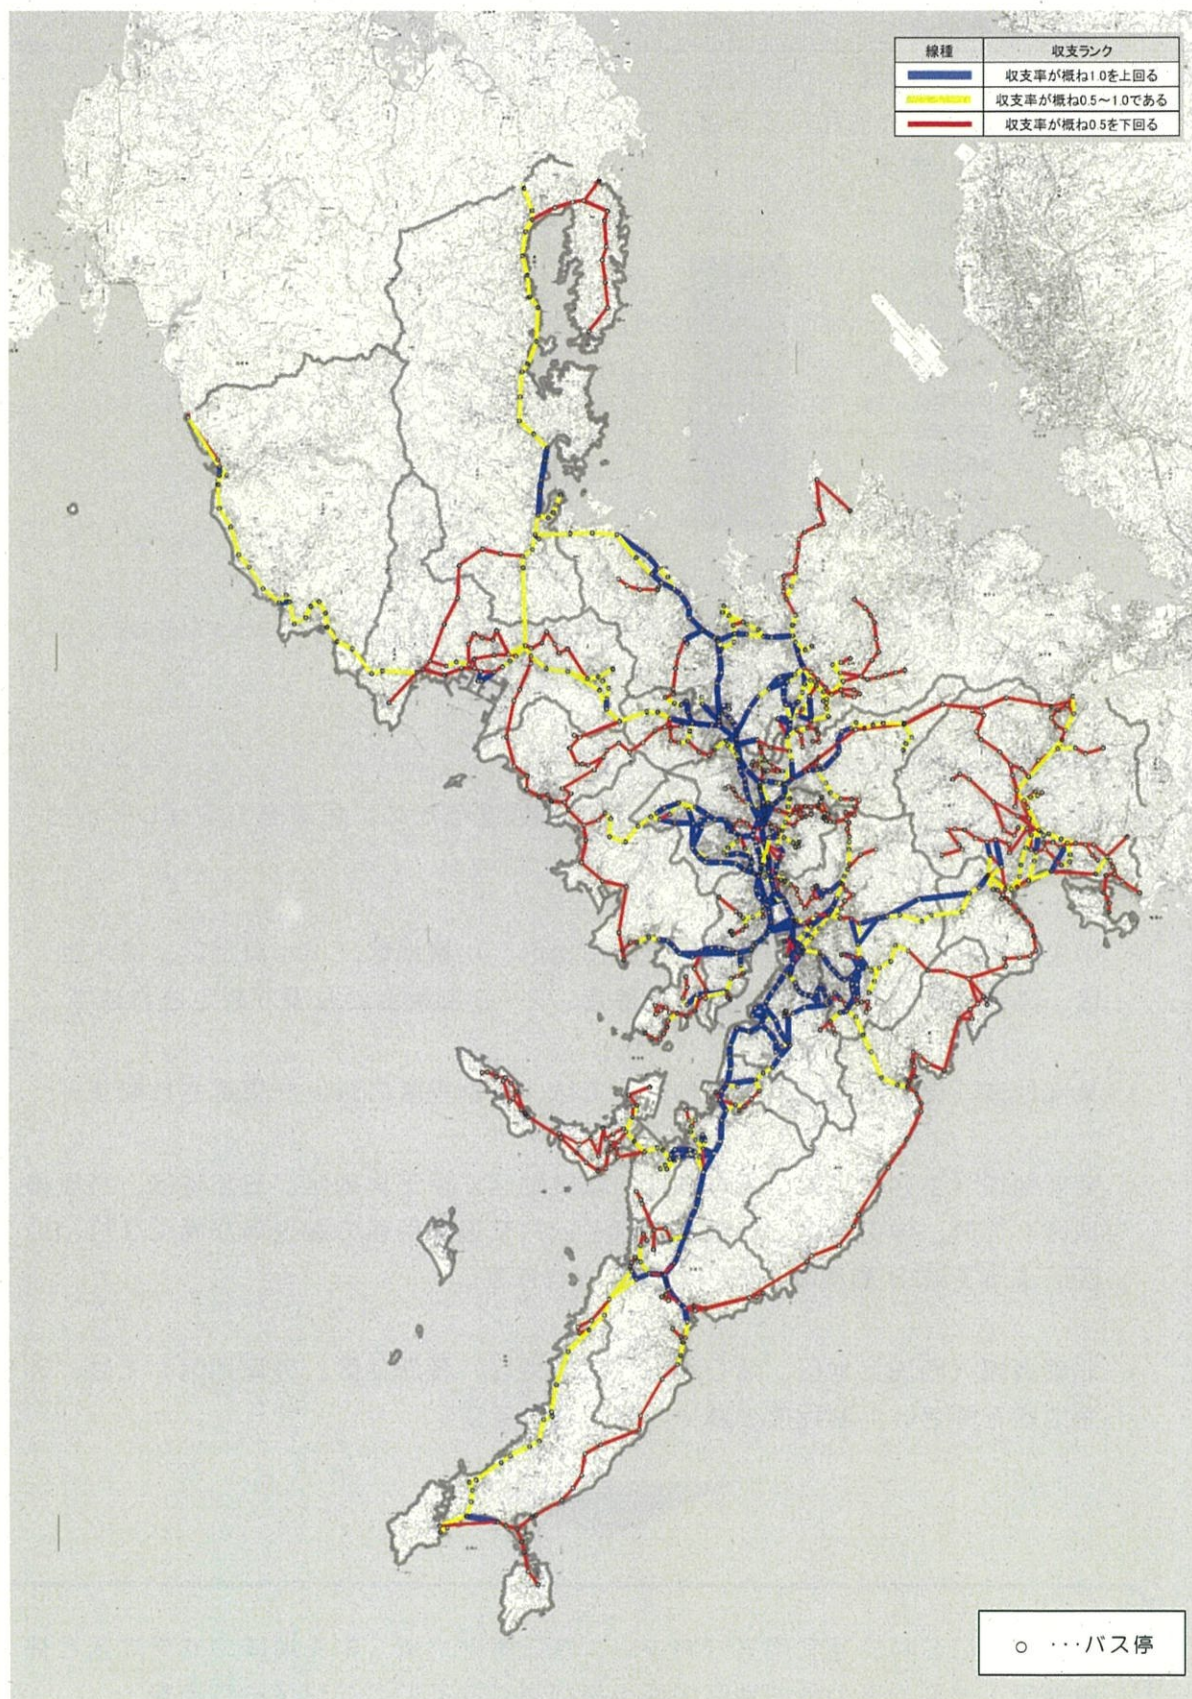 線種 収支ランク
収支率が概ね1.0を上回る
収支率が概ね0.5～1.0である
収支率が概ね0.5を下回る
○ ･･･バス停